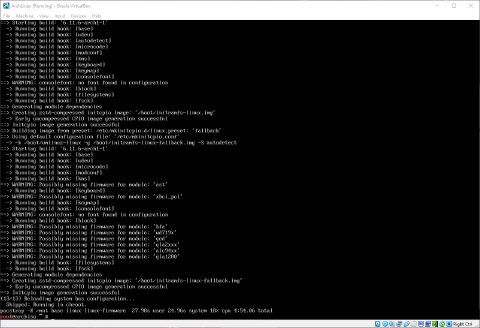 ArchLinux [Running] - Oracle VirtualBox
File Machine View Input Devices Help
==> Starting build: '6.11.6-arch1-1'
-> Running build hook: [base]
-> Running build hook: [udev]
-> Running build hook: [autodetect]
-> Running build hook: [microcode]
-> Running build hook: [modconf]
-> Running build hook: [kms]
-> Running build hook: [keyboard]
-> Running build hook: [keymap]
-> Running build hook: [consolefont]
==> WARNING: consolefont: no font found in configuration
-> Running build hook: [block]
-> Running build hook: [filesystems]
-> Running build hook: [fsck]
==> Generating module dependencies
==> Creating zstd-compressed initcpio image: '/boot/initramfs-linux.img'
-> Early uncompressed CPIO image generation successful
==> Initcpio image generation successful
==> Building image from preset: /etc/mkinitcpio.d/linux.preset: 'fallback'
==> Using default configuration file: '/etc/mkinitcpio.conf'
-> -k /boot/vmlinuz-linux -g /boot/initramfs-linux-fallback.img -S autodetect
==> Starting build: '6.11.6-arch1-1'
-> Running build hook: [base]
-> Running build hook: [udev]
-> Running build hook: [microcode]
-> Running build hook: [modconf]
-> Running build hook: [kms]
==> WARNING: Possibly missing firmware for module: 'ast'
-> Running build hook: [keyboard]
==> WARNING: Possibly missing firmware for module: 'xhci_pci'
-> Running build hook: [keymap]
-> Running build hook: [consolefont]
==> WARNING: consolefont: no font found in configuration
-> Running build hook: [block]
==> WARNING: Possibly missing firmware for module: 'bfa'
==> WARNING: Possibly missing firmware for module: 'wd719x'
==> WARNING: Possibly missing firmware for module: 'qed'
==> WARNING: Possibly missing firmware for module: 'qla2xxx'
==> WARNING: Possibly missing firmware for module: 'aic94xx'
==> WARNING: Possibly missing firmware for module: 'qla1280'
-> Running build hook: [filesystems]
-> Running build hook: [fsck]
==> Generating module dependencies
==> Creating zstd-compressed initcpio image: '/boot/initramfs-linux-fallback.img'
-> Early uncompressed CPIO image generation successful
==> Initcpio image generation successful
(13/13) Reloading system bus configuration...
Skipped: Running in chroot.
pacstrap -K /mnt base linux linux-firmware 27.98s user 24.96s system 18% cpu 4:54.06 total
root@archiso ~ # _
Right Ctrl